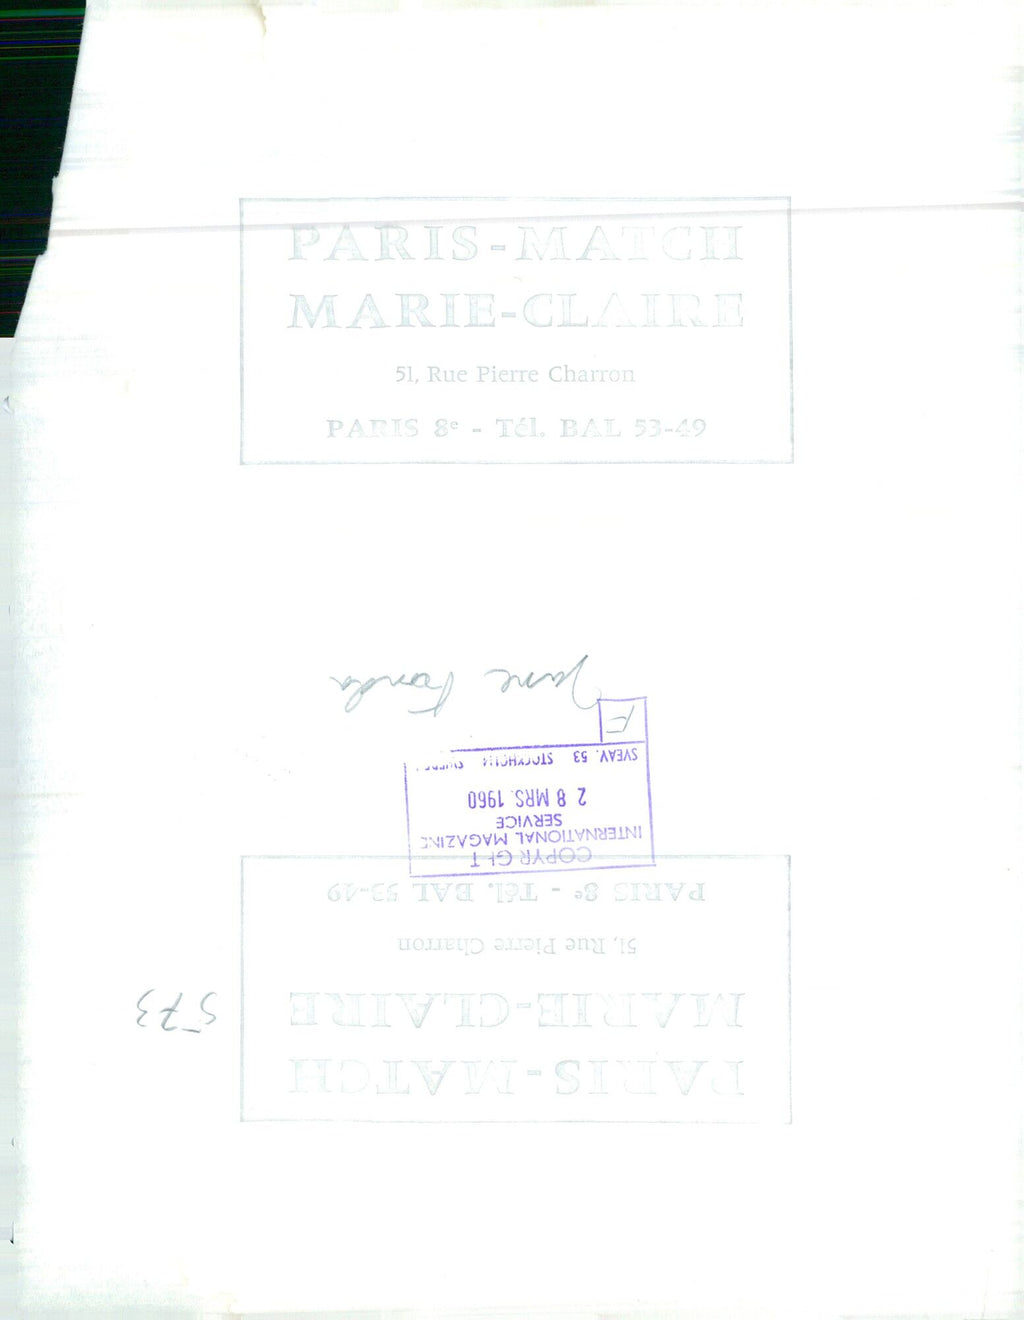 PARIS-MATCH
MARIE-CLAIRE
51, Rue Pierre Charron
PARIS 8e - Tél. BAL 53-49
Jane Fonda
F
SVEAV. 53 STOCKHOLM
28 MRS. 1960
INTERNATIONAL MAGAZINE
SERVICE
COPYRIGHT
PARIS-MATCH
MARIE-CLAIRE
51, Rue Pierre Charron
PARIS 8e - Tél. BAL 53-49
573